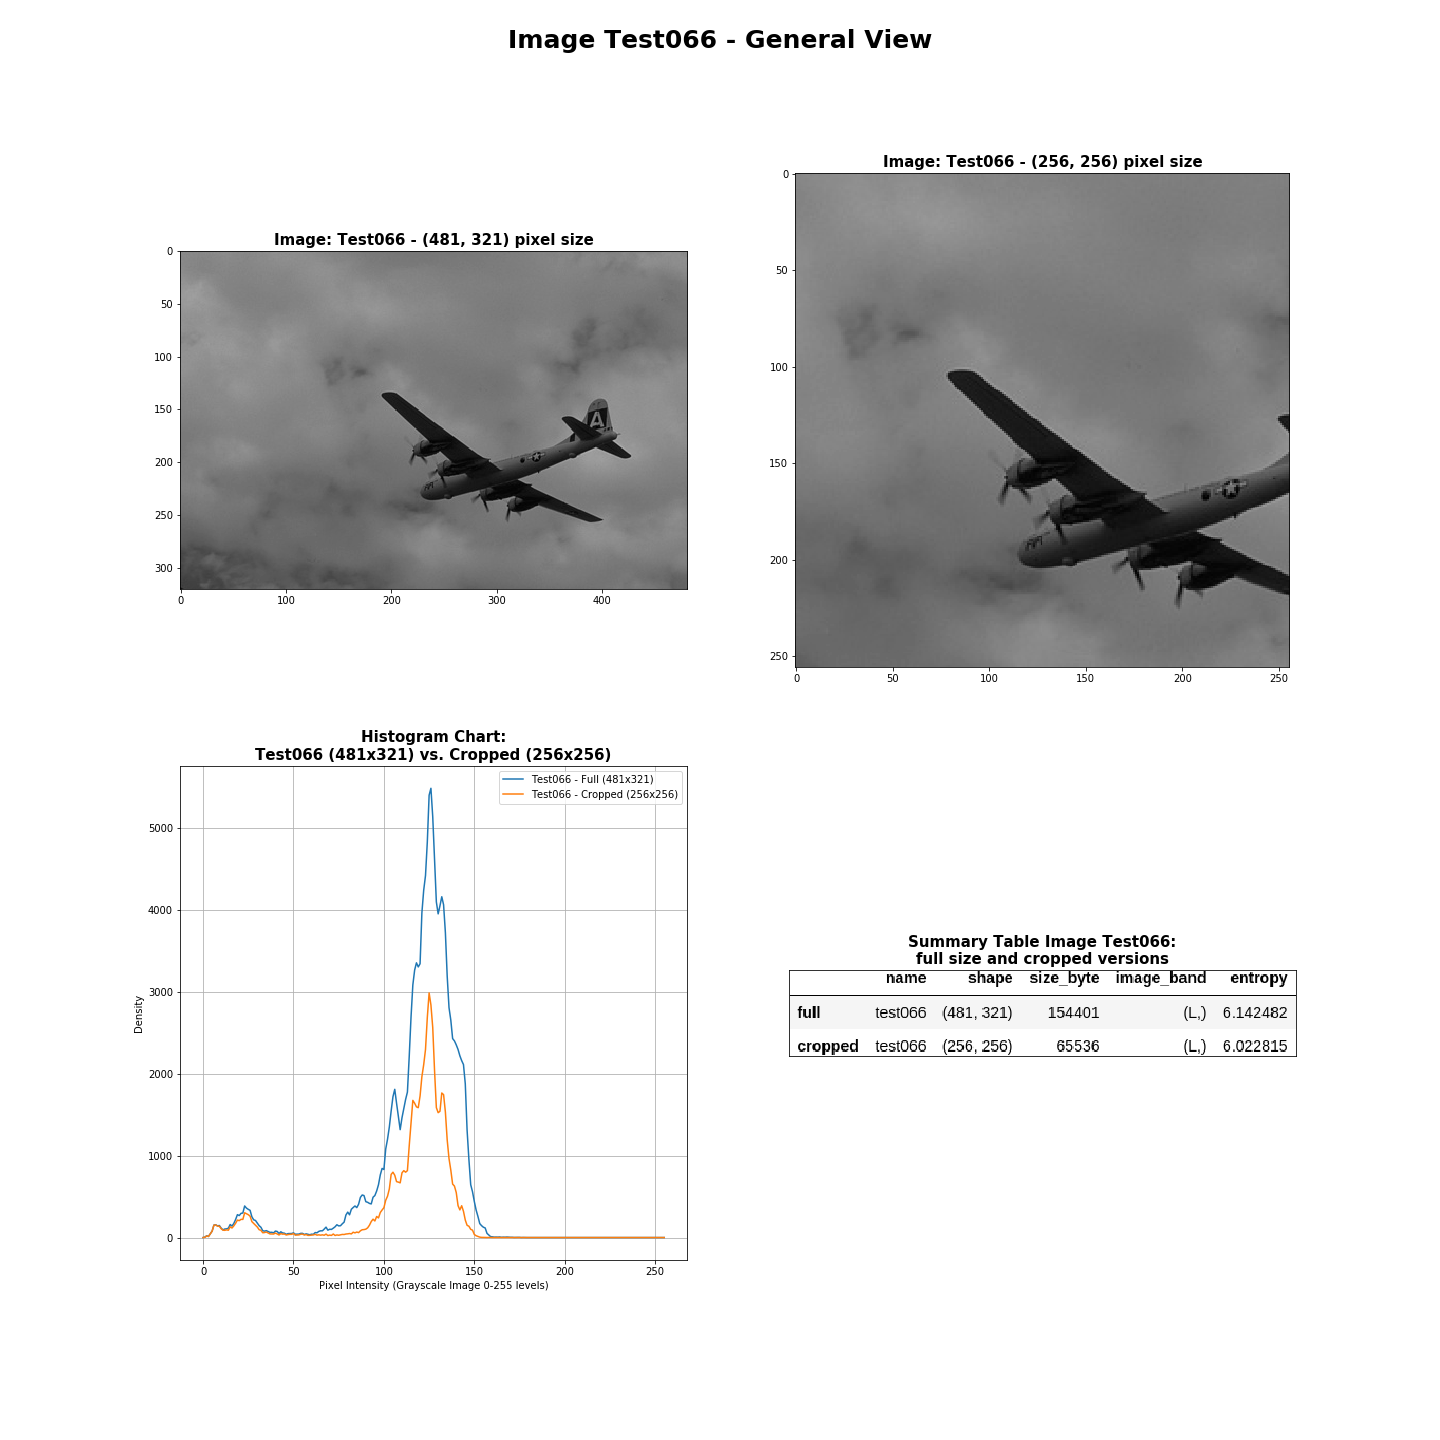 Image Test066 - General View
Image: Test066 - (481, 321) pixel size
0
50
100
150
200
250
300
0 100 200 300 400
A
Image: Test066 - (256, 256) pixel size
0
50
100
150
200
250
0 50 100 150 200 250
Histogram Chart:
Test066 (481x321) vs. Cropped (256x256)
Test066 - Full (481x321)
Test066 - Cropped (256x256)
Density
5000
4000
3000
2000
1000
0
0 50 100 150 200 250
Pixel Intensity (Grayscale Image 0-255 levels)
Summary Table Image Test066:
full size and cropped versions
name shape size_byte image_band entropy
full test066 (481, 321) 154401 (L,) 6.142482
cropped test066 (256, 256) 65536 (L,) 6.022815